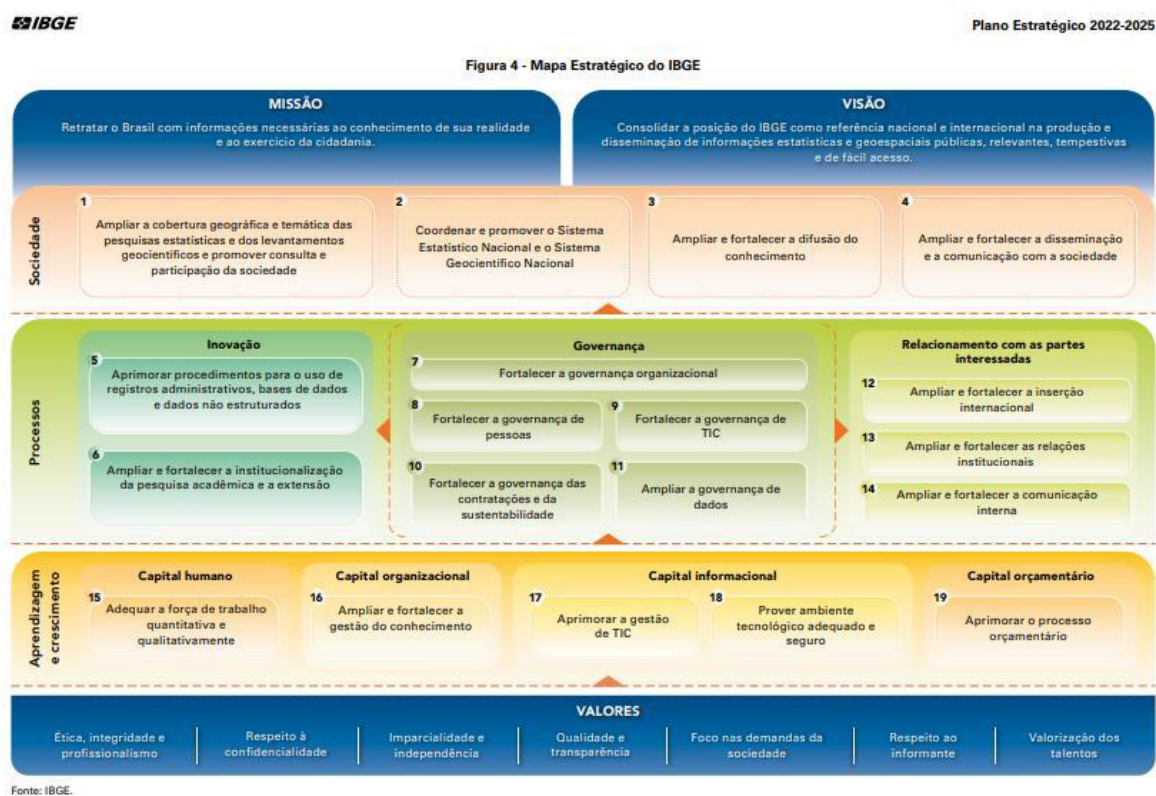 IBGE
Plano Estratégico 2022-2025
Figura 4 - Mapa Estratégico do IBGE
MISSÃO
Retratar o Brasil com informações necessárias ao conhecimento de sua realidade
e ao exercício da cidadania.
VISÃO
Consolidar a posição do IBGE como referência nacional e internacional na produção e
disseminação de informações estatísticas e geoespaciais públicas, relevantes, tempestivas
e de fácil acesso.
Sociedade
1
Ampliar a cobertura geográfica e temática das
pesquisas estatísticas e dos levantamentos
geocientíficos e promover consulta e
participação da sociedade
2
Coordenar e promover o Sistema
Estatístico Nacional e o Sistema
Geocientífico Nacional
3
Ampliar e fortalecer a difusão do
conhecimento
4
Ampliar e fortalecer a disseminação
e a comunicação com a sociedade
Processos
Inovação
5
Aprimorar procedimentos para o uso de
registros administrativos, bases de dados
e dados não estruturados
6
Ampliar e fortalecer a institucionalização
da pesquisa acadêmica e a extensão
Governança
7
Fortalecer a governança organizacional
8
Fortalecer a governança de
pessoas
9
Fortalecer a governança de
TIC
10
Fortalecer a governança das
contratações e da
sustentabilidade
11
Ampliar a governança de
dados
Relacionamento com as partes
interessadas
12
Ampliar e fortalecer a inserção
internacional
13
Ampliar e fortalecer as relações
institucionais
14
Ampliar e fortalecer a comunicação
interna
Aprendizagem
e crescimento
Capital humano
15
Adequar a força de trabalho
quantitativa e
qualitativamente
Capital organizacional
16
Ampliar e fortalecer a
gestão do conhecimento
Capital informacional
17
Aprimorar a gestão
de TIC
18
Prover ambiente
tecnológico adequado e
seguro
Capital orçamentário
19
Aprimorar o processo
orçamentário
VALORES
Ética, integridade e
profissionalismo
Respeito à
confidencialidade
Imparcialidade e
independência
Qualidade e
transparência
Foco nas demandas da
sociedade
Respeito ao
informante
Valorização dos
talentos
Fonte: IBGE.